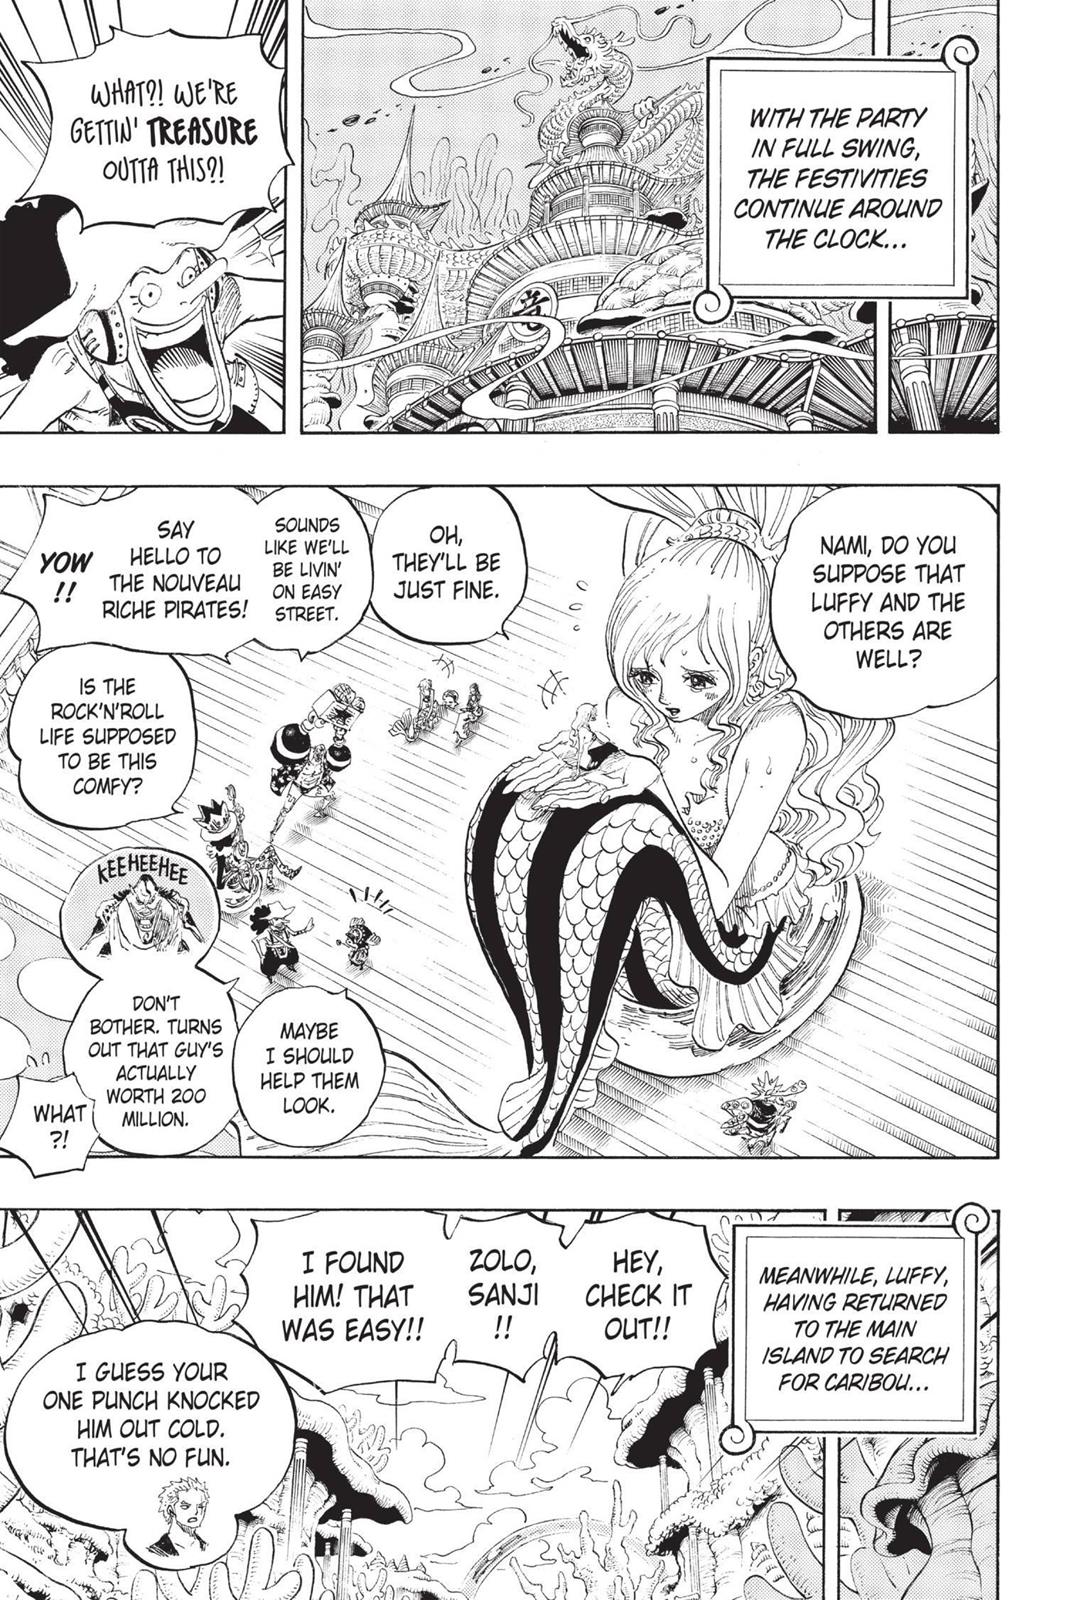 WITH THE PARTY
IN FULL SWING,
THE FESTIVITIES
CONTINUE AROUND
THE CLOCK...
竜
WHAT?! WE'RE
GETTIN' TREASURE
OUTTA THIS?!
NAMI, DO YOU
SUPPOSE THAT
LUFFY AND THE
OTHERS ARE
WELL?
OH,
THEY'LL BE
JUST FINE.
SOUNDS
LIKE WE'LL
BE LIVIN'
ON EASY
STREET.
SAY
HELLO TO
THE NOUVEAU
RICHE PIRATES!
YOW
!!
IS THE
ROCK'N'ROLL
LIFE SUPPOSED
TO BE THIS
COMFY?
MAYBE
I SHOULD
HELP THEM
LOOK.
KEEHEEHEE
DON'T
BOTHER. TURNS
OUT THAT GUY'S
ACTUALLY
WORTH 200
MILLION.
WHAT
?!
MEANWHILE, LUFFY,
HAVING RETURNED
TO THE MAIN
ISLAND TO SEARCH
FOR CARIBOU...
HEY,
CHECK IT
OUT!!
ZOLO,
SANJI
!!
I FOUND
HIM! THAT
WAS EASY!!
I GUESS YOUR
ONE PUNCH KNOCKED
HIM OUT COLD.
THAT'S NO FUN.